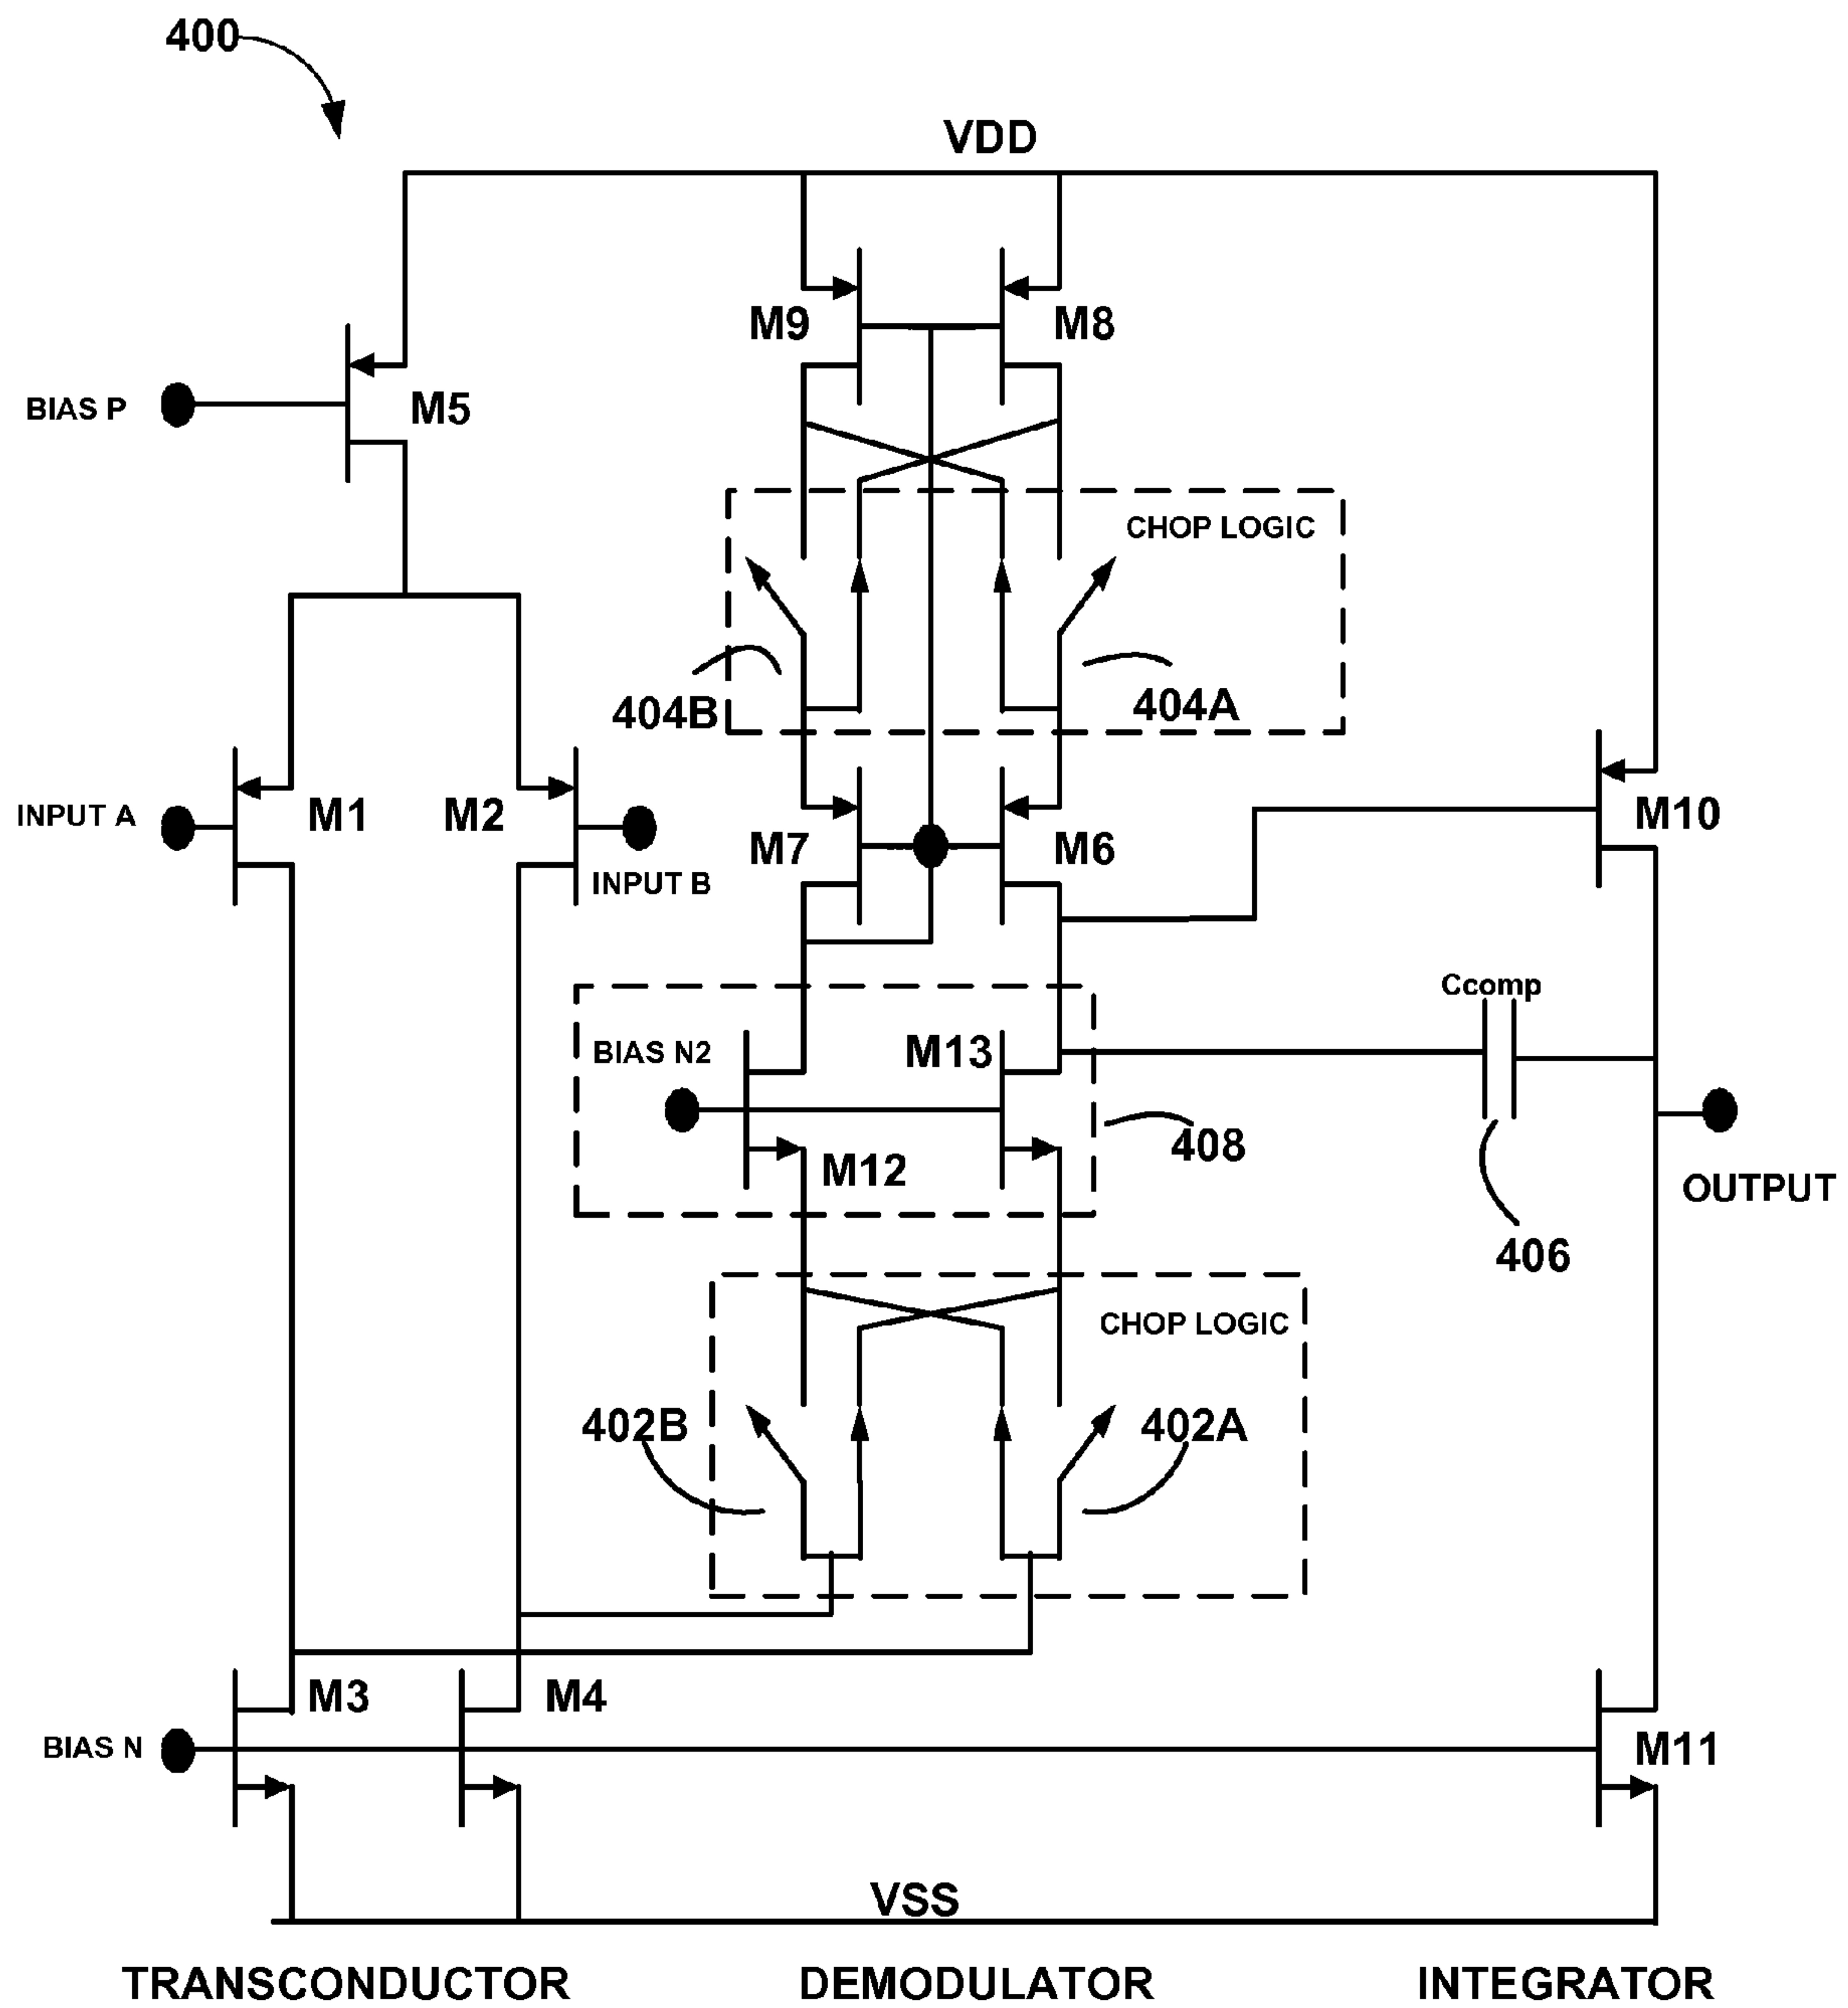 400
VDD
M9
M8
BIAS P
M5
CHOP LOGIC
404B
404A
INPUT A
M1
M2
INPUT B
M7
M6
M10
Ccomp
BIAS N2
M13
M12
408
OUTPUT
406
CHOP LOGIC
402B
402A
M3
M4
BIAS N
M11
VSS
TRANSCONDUCTOR
DEMODULATOR
INTEGRATOR